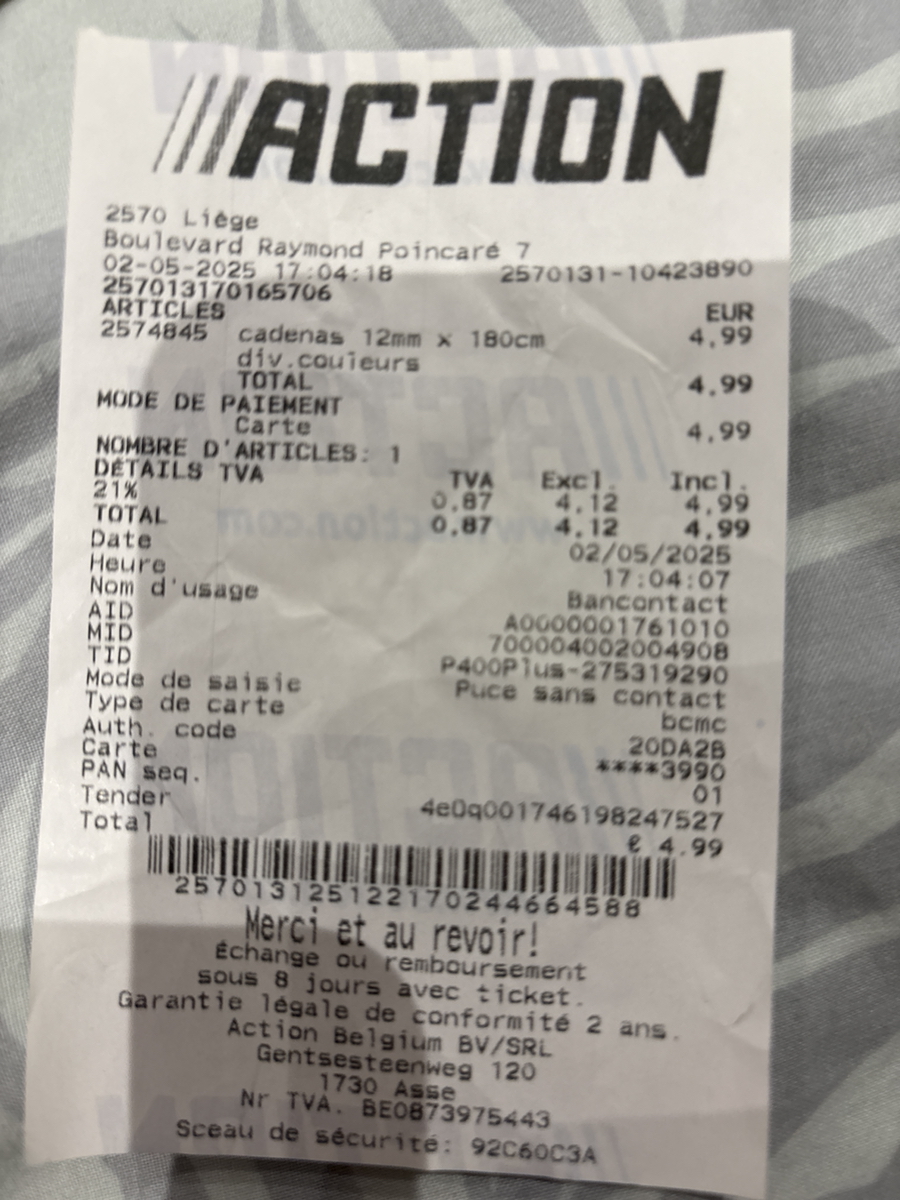 ACTION
2570 Liège
Boulevard Raymond Poincaré 7
02-05-2025 17:04:18 2570131-10423890
257013170165706
ARTICLES EUR
2574845 cadenas 12mm x 180cm 4,99
div.couleurs
TOTAL 4,99
MODE DE PAIEMENT
Carte 4,99
NOMBRE D'ARTICLES: 1
DÉTAILS TVA TVA Excl. Incl.
21% 0.87 4.12 4,99
TOTAL 0.87 4.12 4,99
Date 02/05/2025
Heure 17:04:07
Nom d'usage Bancontact
AID A0000001761010
MID 700004002004908
TID P400Plus-275319290
Mode de saisie Puce sans contact
Type de carte bcmc
Auth. code 20DA2B
Carte ****3990
PAN seq. 01
Tender 4e0q001746198247527
Total € 4.99
257013125122170244664588
Merci et au revoir!
Échange ou remboursement
sous 8 jours avec ticket.
Garantie légale de conformité 2 ans.
Action Belgium BV/SRL
Gentsesteenweg 120
1730 Asse
Nr TVA. BE0873975443
Sceau de sécurité: 92C60C3A